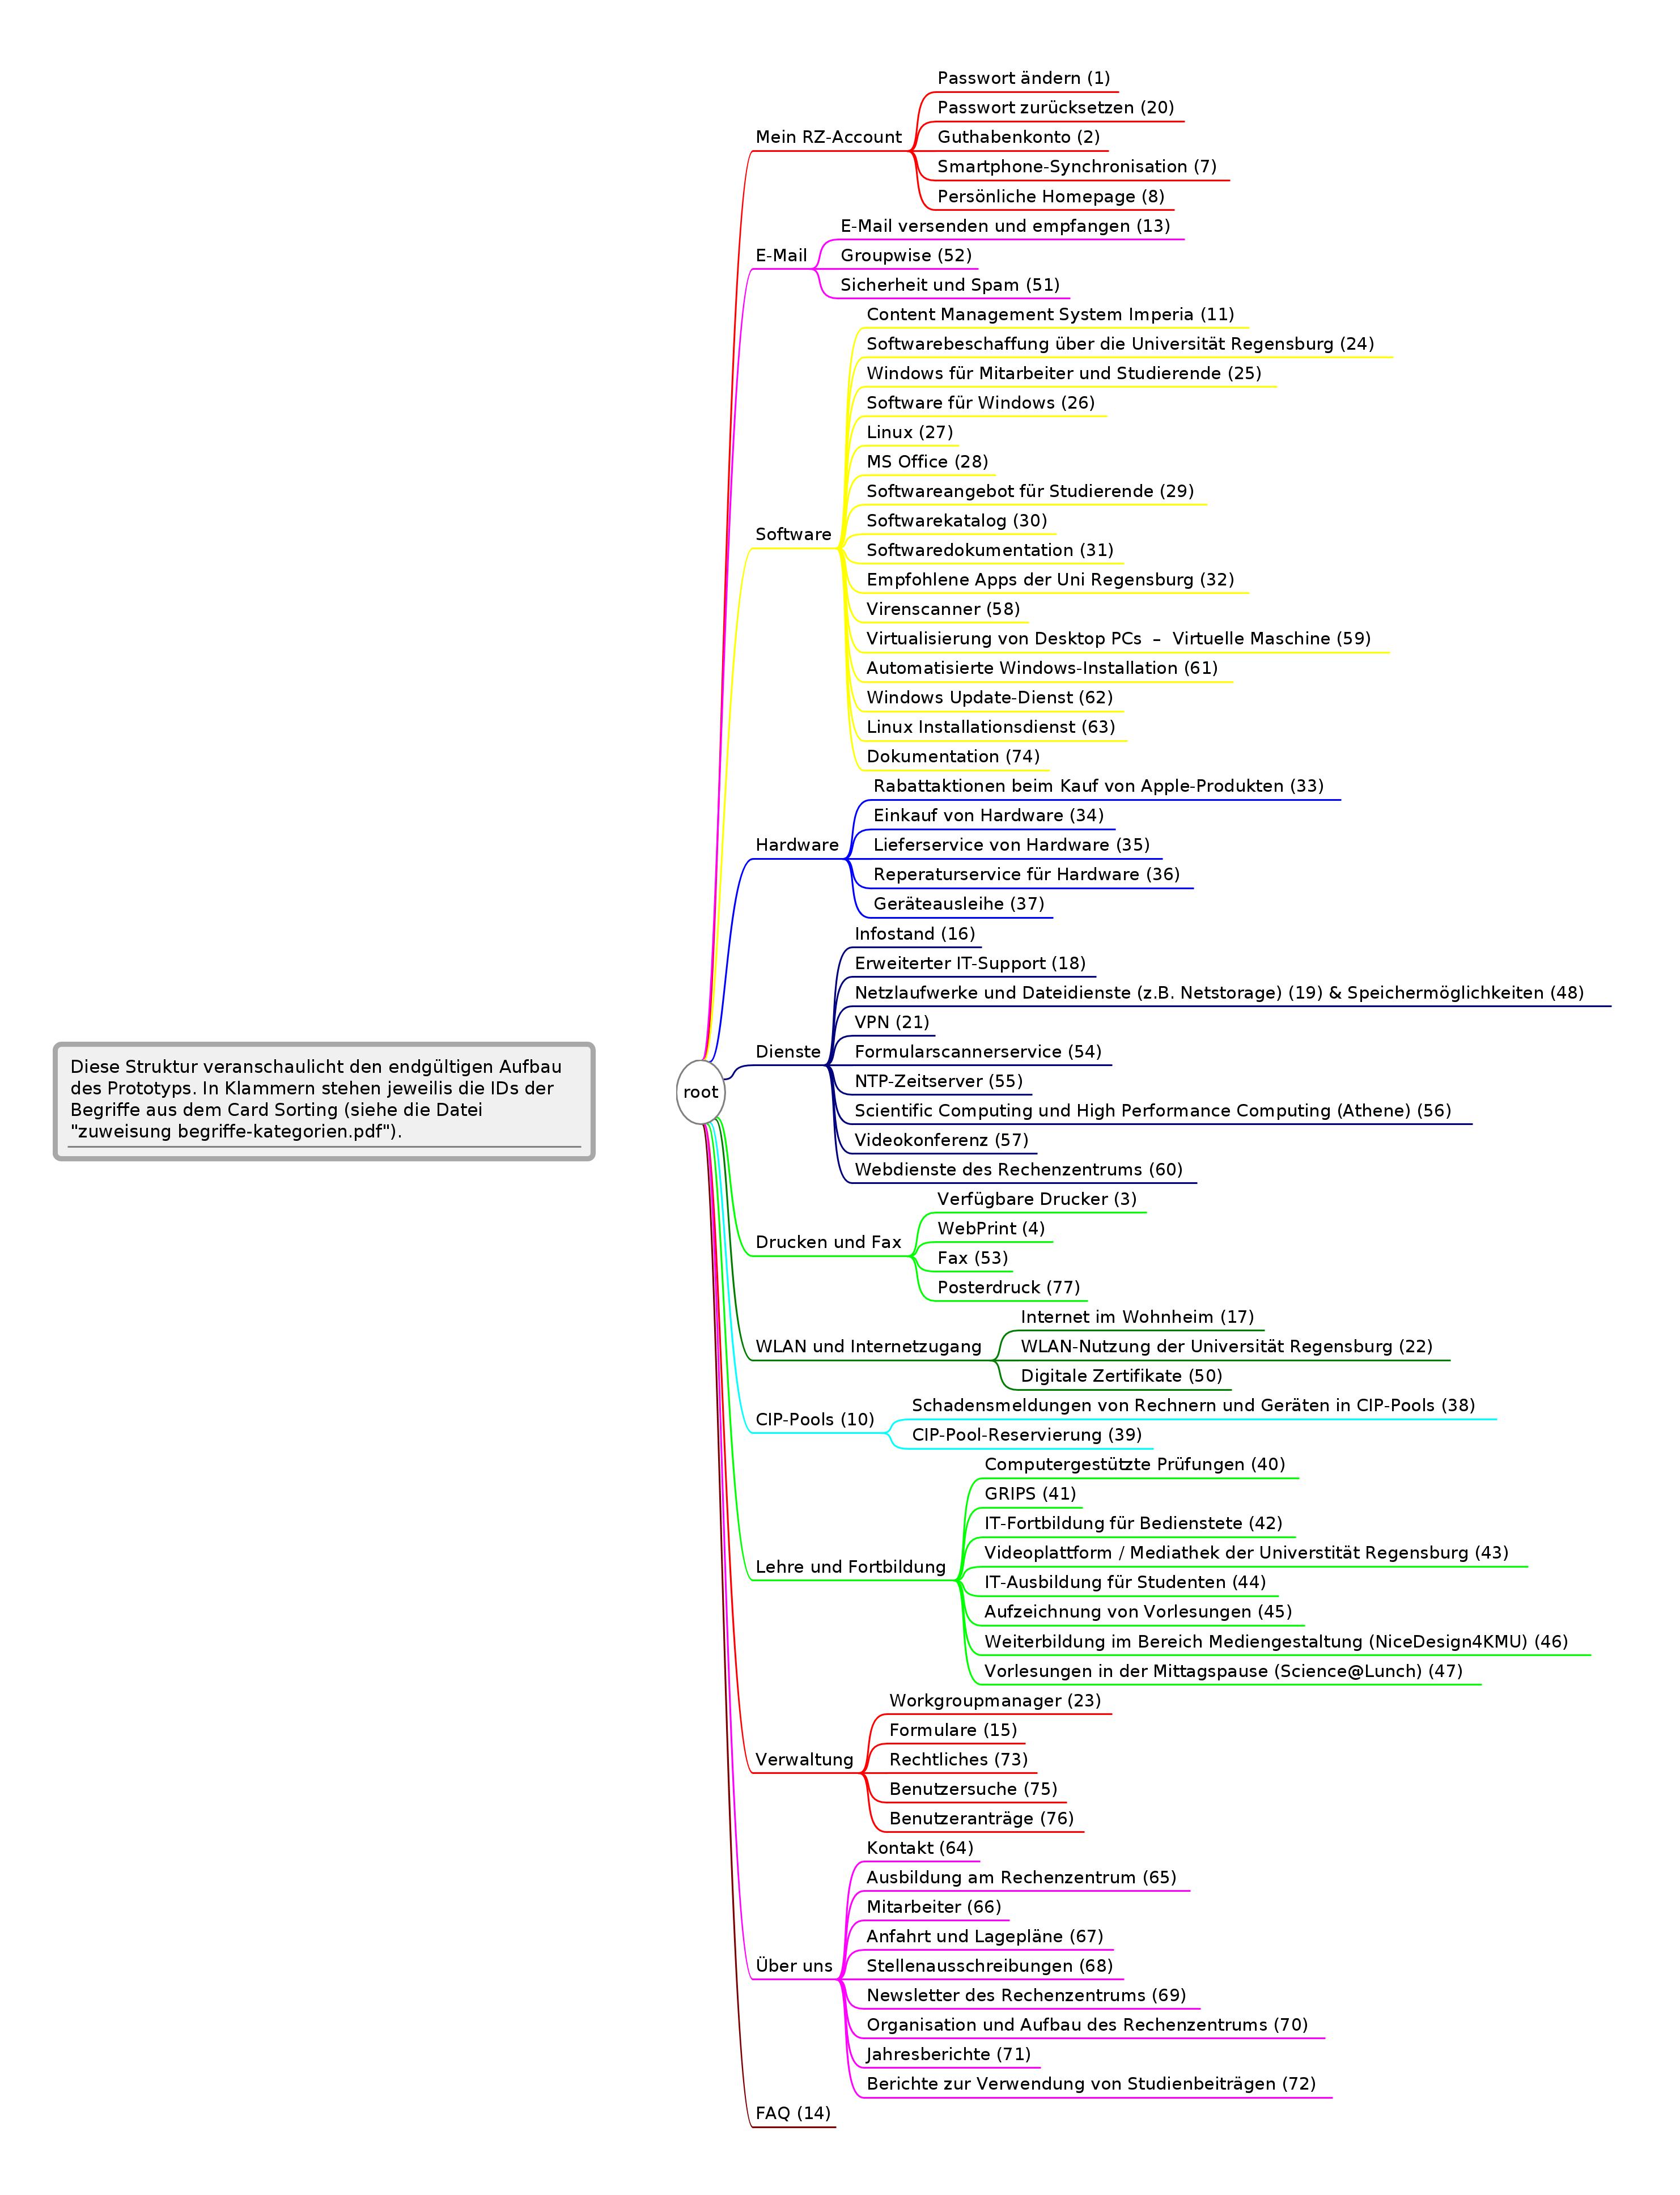 Diese Struktur veranschaulicht den endgültigen Aufbau
des Prototyps. In Klammern stehen jeweilis die IDs der
Begriffe aus dem Card Sorting (siehe die Datei
"zuweisung begriffe-kategorien.pdf").
root
Mein RZ-Account
Passwort ändern (1)
Passwort zurücksetzen (20)
Guthabenkonto (2)
Smartphone-Synchronisation (7)
Persönliche Homepage (8)
E-Mail
E-Mail versenden und empfangen (13)
Groupwise (52)
Sicherheit und Spam (51)
Software
Content Management System Imperia (11)
Softwarebeschaffung über die Universität Regensburg (24)
Windows für Mitarbeiter und Studierende (25)
Software für Windows (26)
Linux (27)
MS Office (28)
Softwareangebot für Studierende (29)
Softwarekatalog (30)
Softwaredokumentation (31)
Empfohlene Apps der Uni Regensburg (32)
Virenscanner (58)
Virtualisierung von Desktop PCs – Virtuelle Maschine (59)
Automatisierte Windows-Installation (61)
Windows Update-Dienst (62)
Linux Installationsdienst (63)
Dokumentation (74)
Hardware
Rabattaktionen beim Kauf von Apple-Produkten (33)
Einkauf von Hardware (34)
Lieferservice von Hardware (35)
Reperaturservice für Hardware (36)
Geräteausleihe (37)
Dienste
Infostand (16)
Erweiterter IT-Support (18)
Netzlaufwerke und Dateidienste (z.B. Netstorage) (19) & Speichermöglichkeiten (48)
VPN (21)
Formularscannerservice (54)
NTP-Zeitserver (55)
Scientific Computing und High Performance Computing (Athene) (56)
Videokonferenz (57)
Webdienste des Rechenzentrums (60)
Drucken und Fax
Verfügbare Drucker (3)
WebPrint (4)
Fax (53)
Posterdruck (77)
WLAN und Internetzugang
Internet im Wohnheim (17)
WLAN-Nutzung der Universität Regensburg (22)
Digitale Zertifikate (50)
CIP-Pools (10)
Schadensmeldungen von Rechnern und Geräten in CIP-Pools (38)
CIP-Pool-Reservierung (39)
Lehre und Fortbildung
Computergestützte Prüfungen (40)
GRIPS (41)
IT-Fortbildung für Bedienstete (42)
Videoplattform / Mediathek der Universtität Regensburg (43)
IT-Ausbildung für Studenten (44)
Aufzeichnung von Vorlesungen (45)
Weiterbildung im Bereich Mediengestaltung (NiceDesign4KMU) (46)
Vorlesungen in der Mittagspause (Science@Lunch) (47)
Verwaltung
Workgroupmanager (23)
Formulare (15)
Rechtliches (73)
Benutzersuche (75)
Benutzeranträge (76)
Über uns
Kontakt (64)
Ausbildung am Rechenzentrum (65)
Mitarbeiter (66)
Anfahrt und Lagepläne (67)
Stellenausschreibungen (68)
Newsletter des Rechenzentrums (69)
Organisation und Aufbau des Rechenzentrums (70)
Jahresberichte (71)
Berichte zur Verwendung von Studienbeiträgen (72)
FAQ (14)